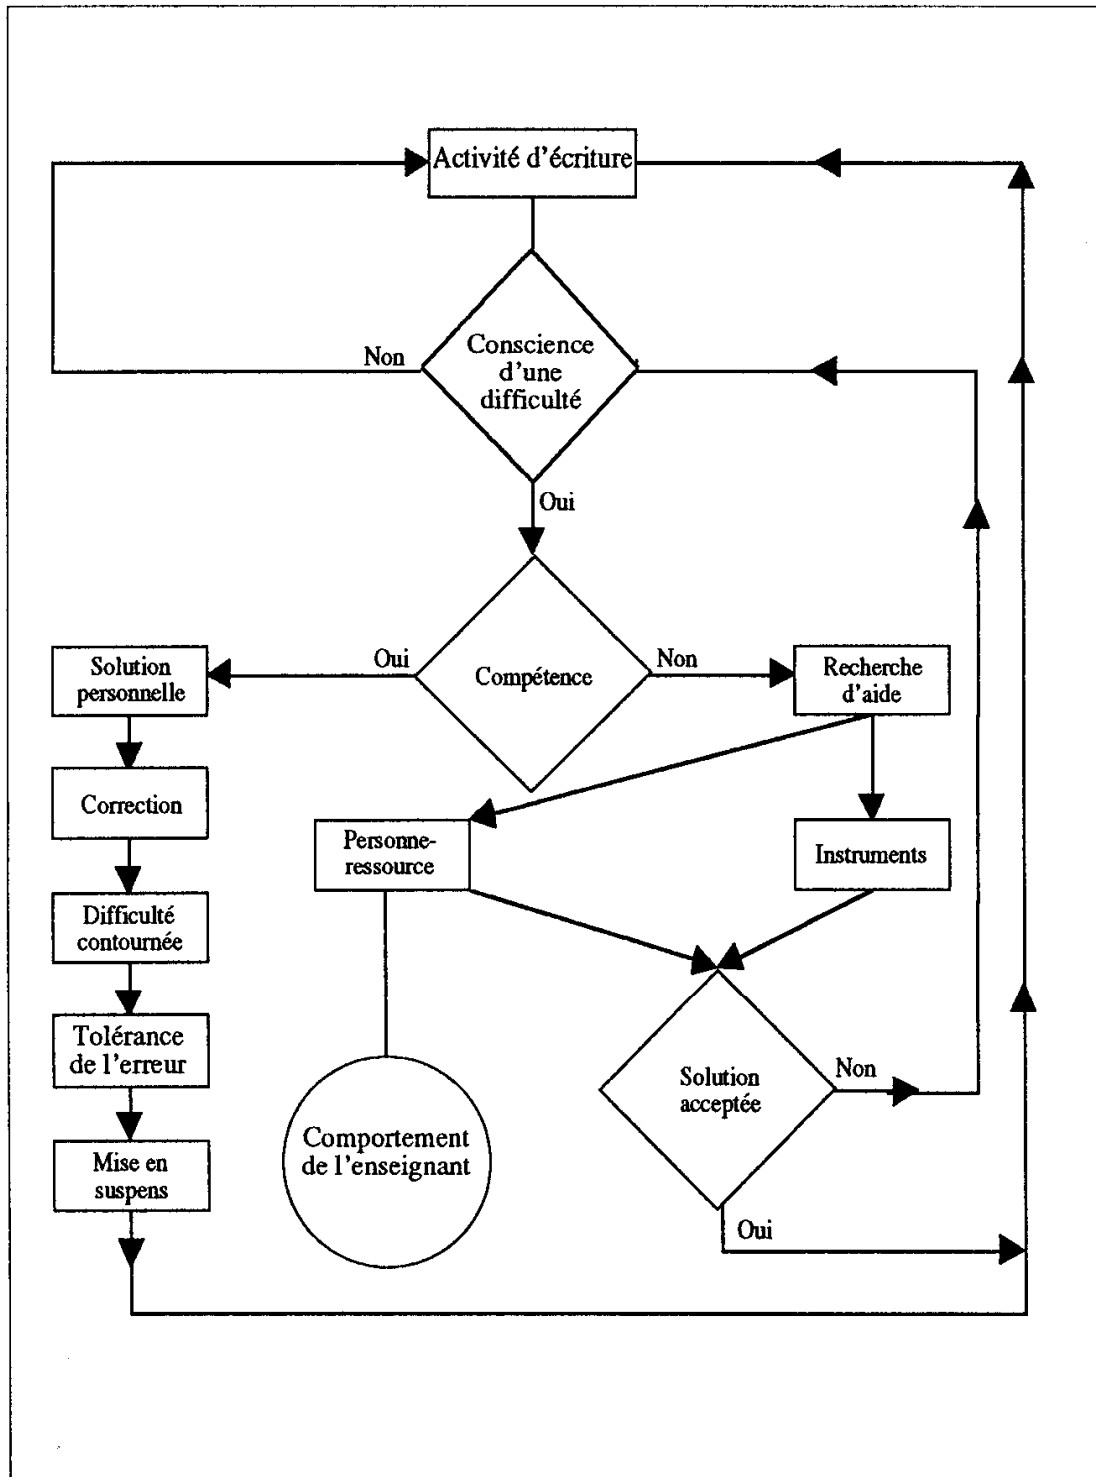 Activité d'écriture
Non
Conscience
d'une
difficulté
Oui
Oui
Compétence
Non
Solution
personnelle
Recherche
d'aide
Correction
Personne-
ressource
Instruments
Difficulté
contournée
Tolérance
de l'erreur
Solution
acceptée
Non
Comportement
de l'enseignant
Mise en
suspens
Oui